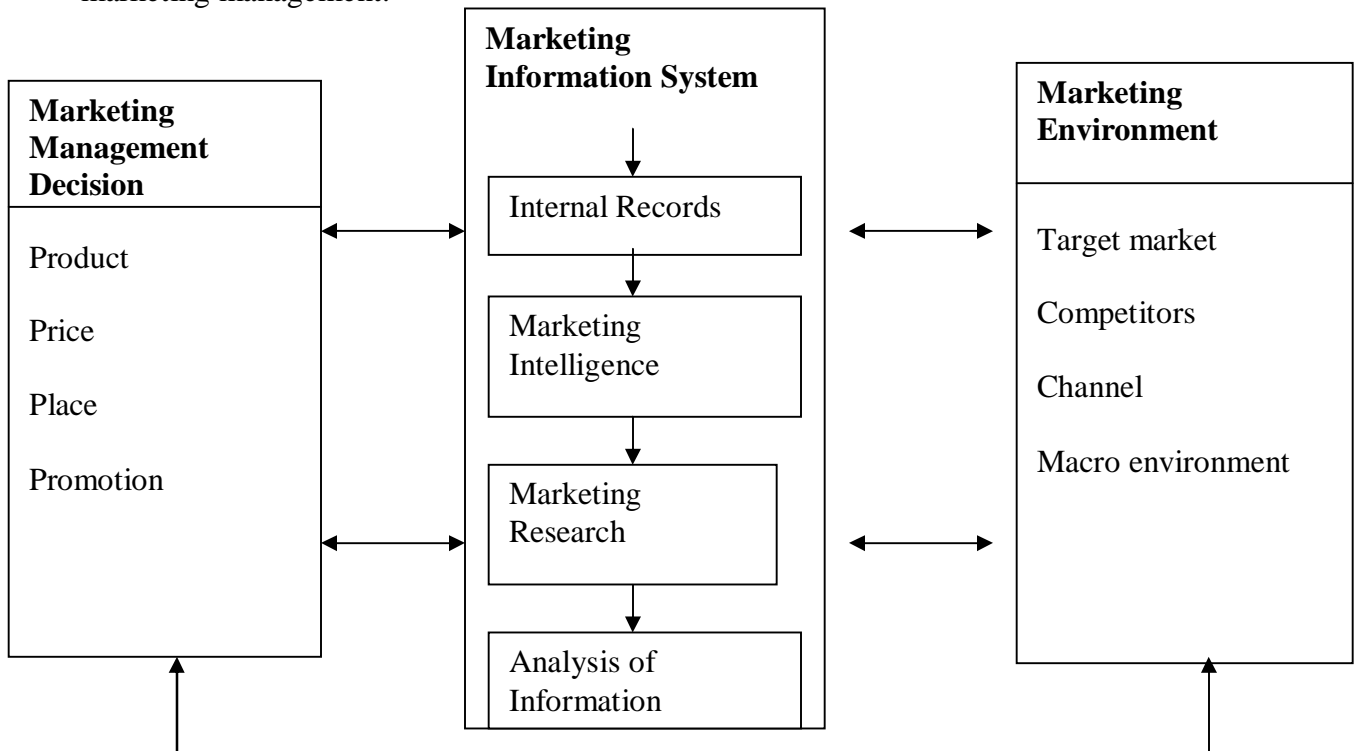 marketing management.
Marketing
Management
Decision
Product
Price
Place
Promotion
Marketing
Information System
Internal Records
Marketing
Intelligence
Marketing
Research
Analysis of
Information
Marketing
Environment
Target market
Competitors
Channel
Macro environment